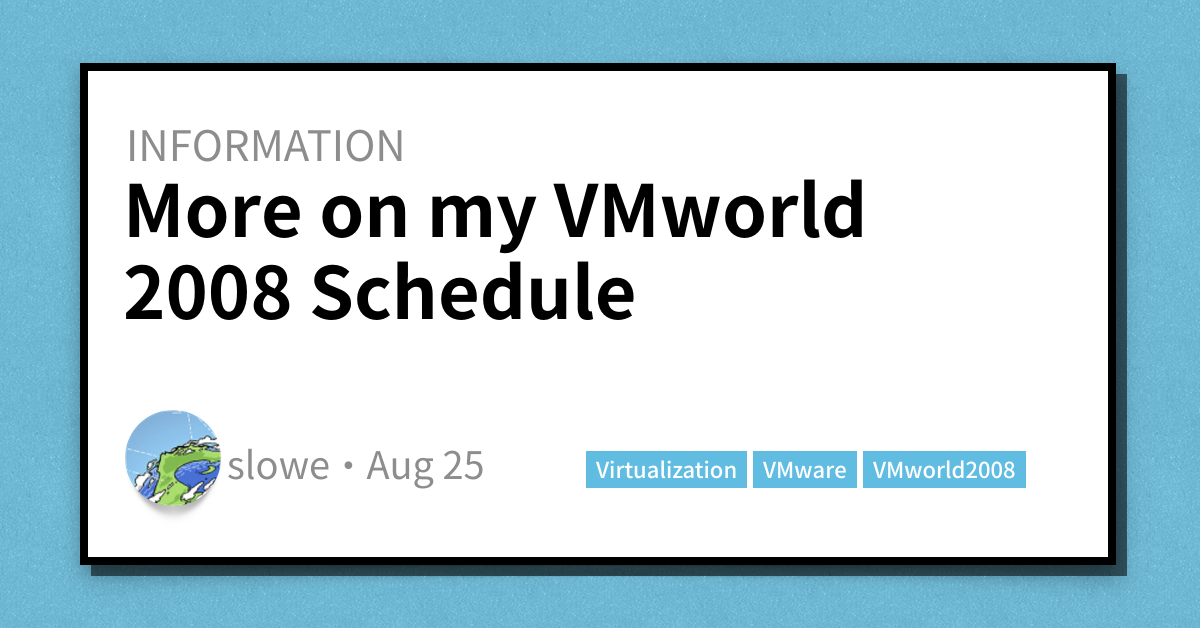 INFORMATION
More on my VMworld
2008 Schedule
slowe • Aug 25
Virtualization VMware VMworld2008